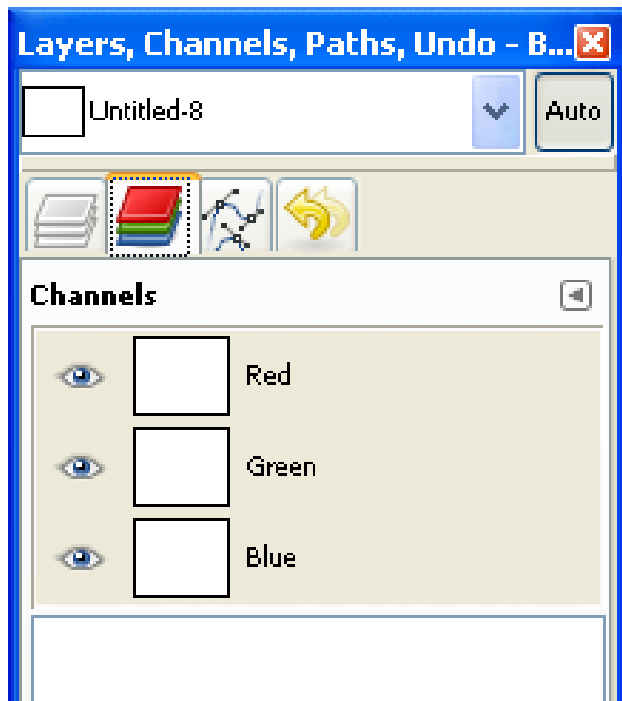 Layers, Channels, Paths, Undo - B...
Untitled-8
Auto
Channels
Red
Green
Blue